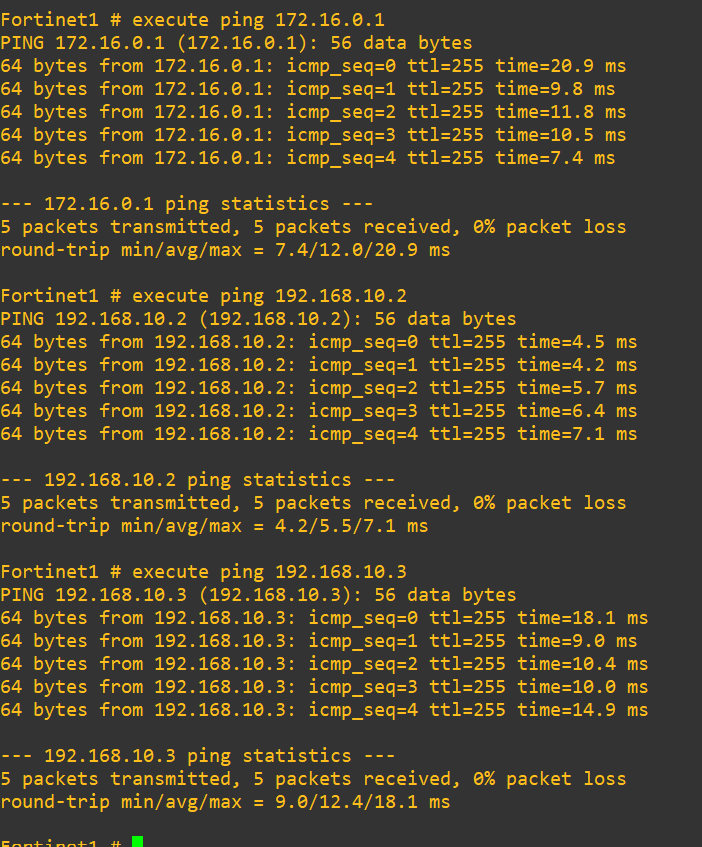 Fortinet1 # execute ping 172.16.0.1
PING 172.16.0.1 (172.16.0.1): 56 data bytes
64 bytes from 172.16.0.1: icmp_seq=0 ttl=255 time=20.9 ms
64 bytes from 172.16.0.1: icmp_seq=1 ttl=255 time=9.8 ms
64 bytes from 172.16.0.1: icmp_seq=2 ttl=255 time=11.8 ms
64 bytes from 172.16.0.1: icmp_seq=3 ttl=255 time=10.5 ms
64 bytes from 172.16.0.1: icmp_seq=4 ttl=255 time=7.4 ms
--- 172.16.0.1 ping statistics ---
5 packets transmitted, 5 packets received, 0% packet loss
round-trip min/avg/max = 7.4/12.0/20.9 ms
Fortinet1 # execute ping 192.168.10.2
PING 192.168.10.2 (192.168.10.2): 56 data bytes
64 bytes from 192.168.10.2: icmp_seq=0 ttl=255 time=4.5 ms
64 bytes from 192.168.10.2: icmp_seq=1 ttl=255 time=4.2 ms
64 bytes from 192.168.10.2: icmp_seq=2 ttl=255 time=5.7 ms
64 bytes from 192.168.10.2: icmp_seq=3 ttl=255 time=6.4 ms
64 bytes from 192.168.10.2: icmp_seq=4 ttl=255 time=7.1 ms
--- 192.168.10.2 ping statistics ---
5 packets transmitted, 5 packets received, 0% packet loss
round-trip min/avg/max = 4.2/5.5/7.1 ms
Fortinet1 # execute ping 192.168.10.3
PING 192.168.10.3 (192.168.10.3): 56 data bytes
64 bytes from 192.168.10.3: icmp_seq=0 ttl=255 time=18.1 ms
64 bytes from 192.168.10.3: icmp_seq=1 ttl=255 time=9.0 ms
64 bytes from 192.168.10.3: icmp_seq=2 ttl=255 time=10.4 ms
64 bytes from 192.168.10.3: icmp_seq=3 ttl=255 time=10.0 ms
64 bytes from 192.168.10.3: icmp_seq=4 ttl=255 time=14.9 ms
--- 192.168.10.3 ping statistics ---
5 packets transmitted, 5 packets received, 0% packet loss
round-trip min/avg/max = 9.0/12.4/18.1 ms
Fortinet1 #